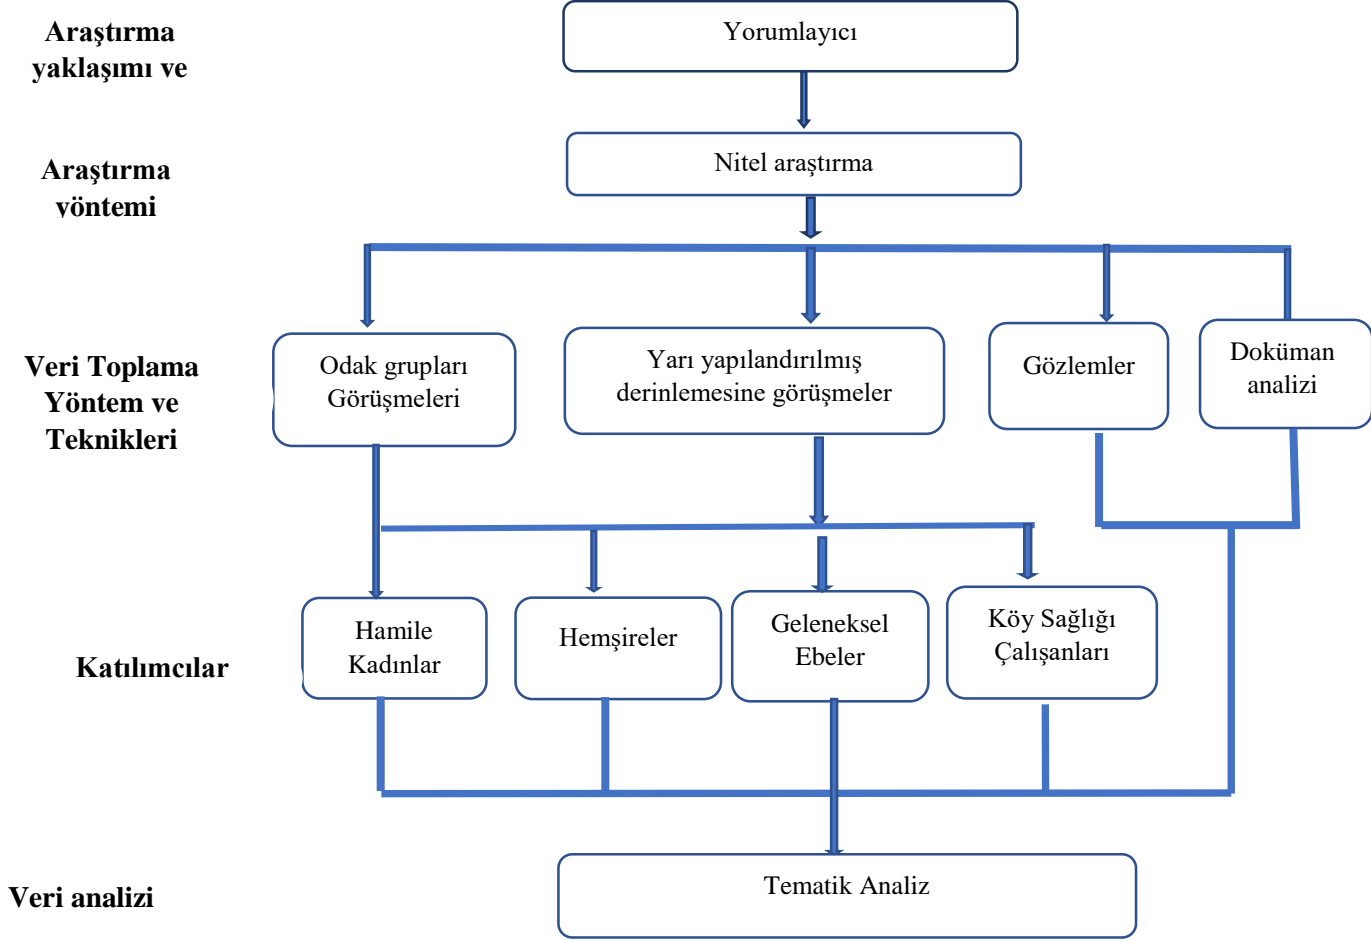 Araştırma
yaklaşımı ve
Yorumlayıcı
Araştırma
yöntemi
Nitel araştırma
Veri Toplama
Yöntem ve
Teknikleri
Odak grupları
Görüşmeleri
Yarı yapılandırılmış
derinlemesine görüşmeler
Gözlemler
Doküman
analizi
Katılımcılar
Hamile
Kadınlar
Hemşireler
Geleneksel
Ebeler
Köy Sağlığı
Çalışanları
Veri analizi
Tematik Analiz